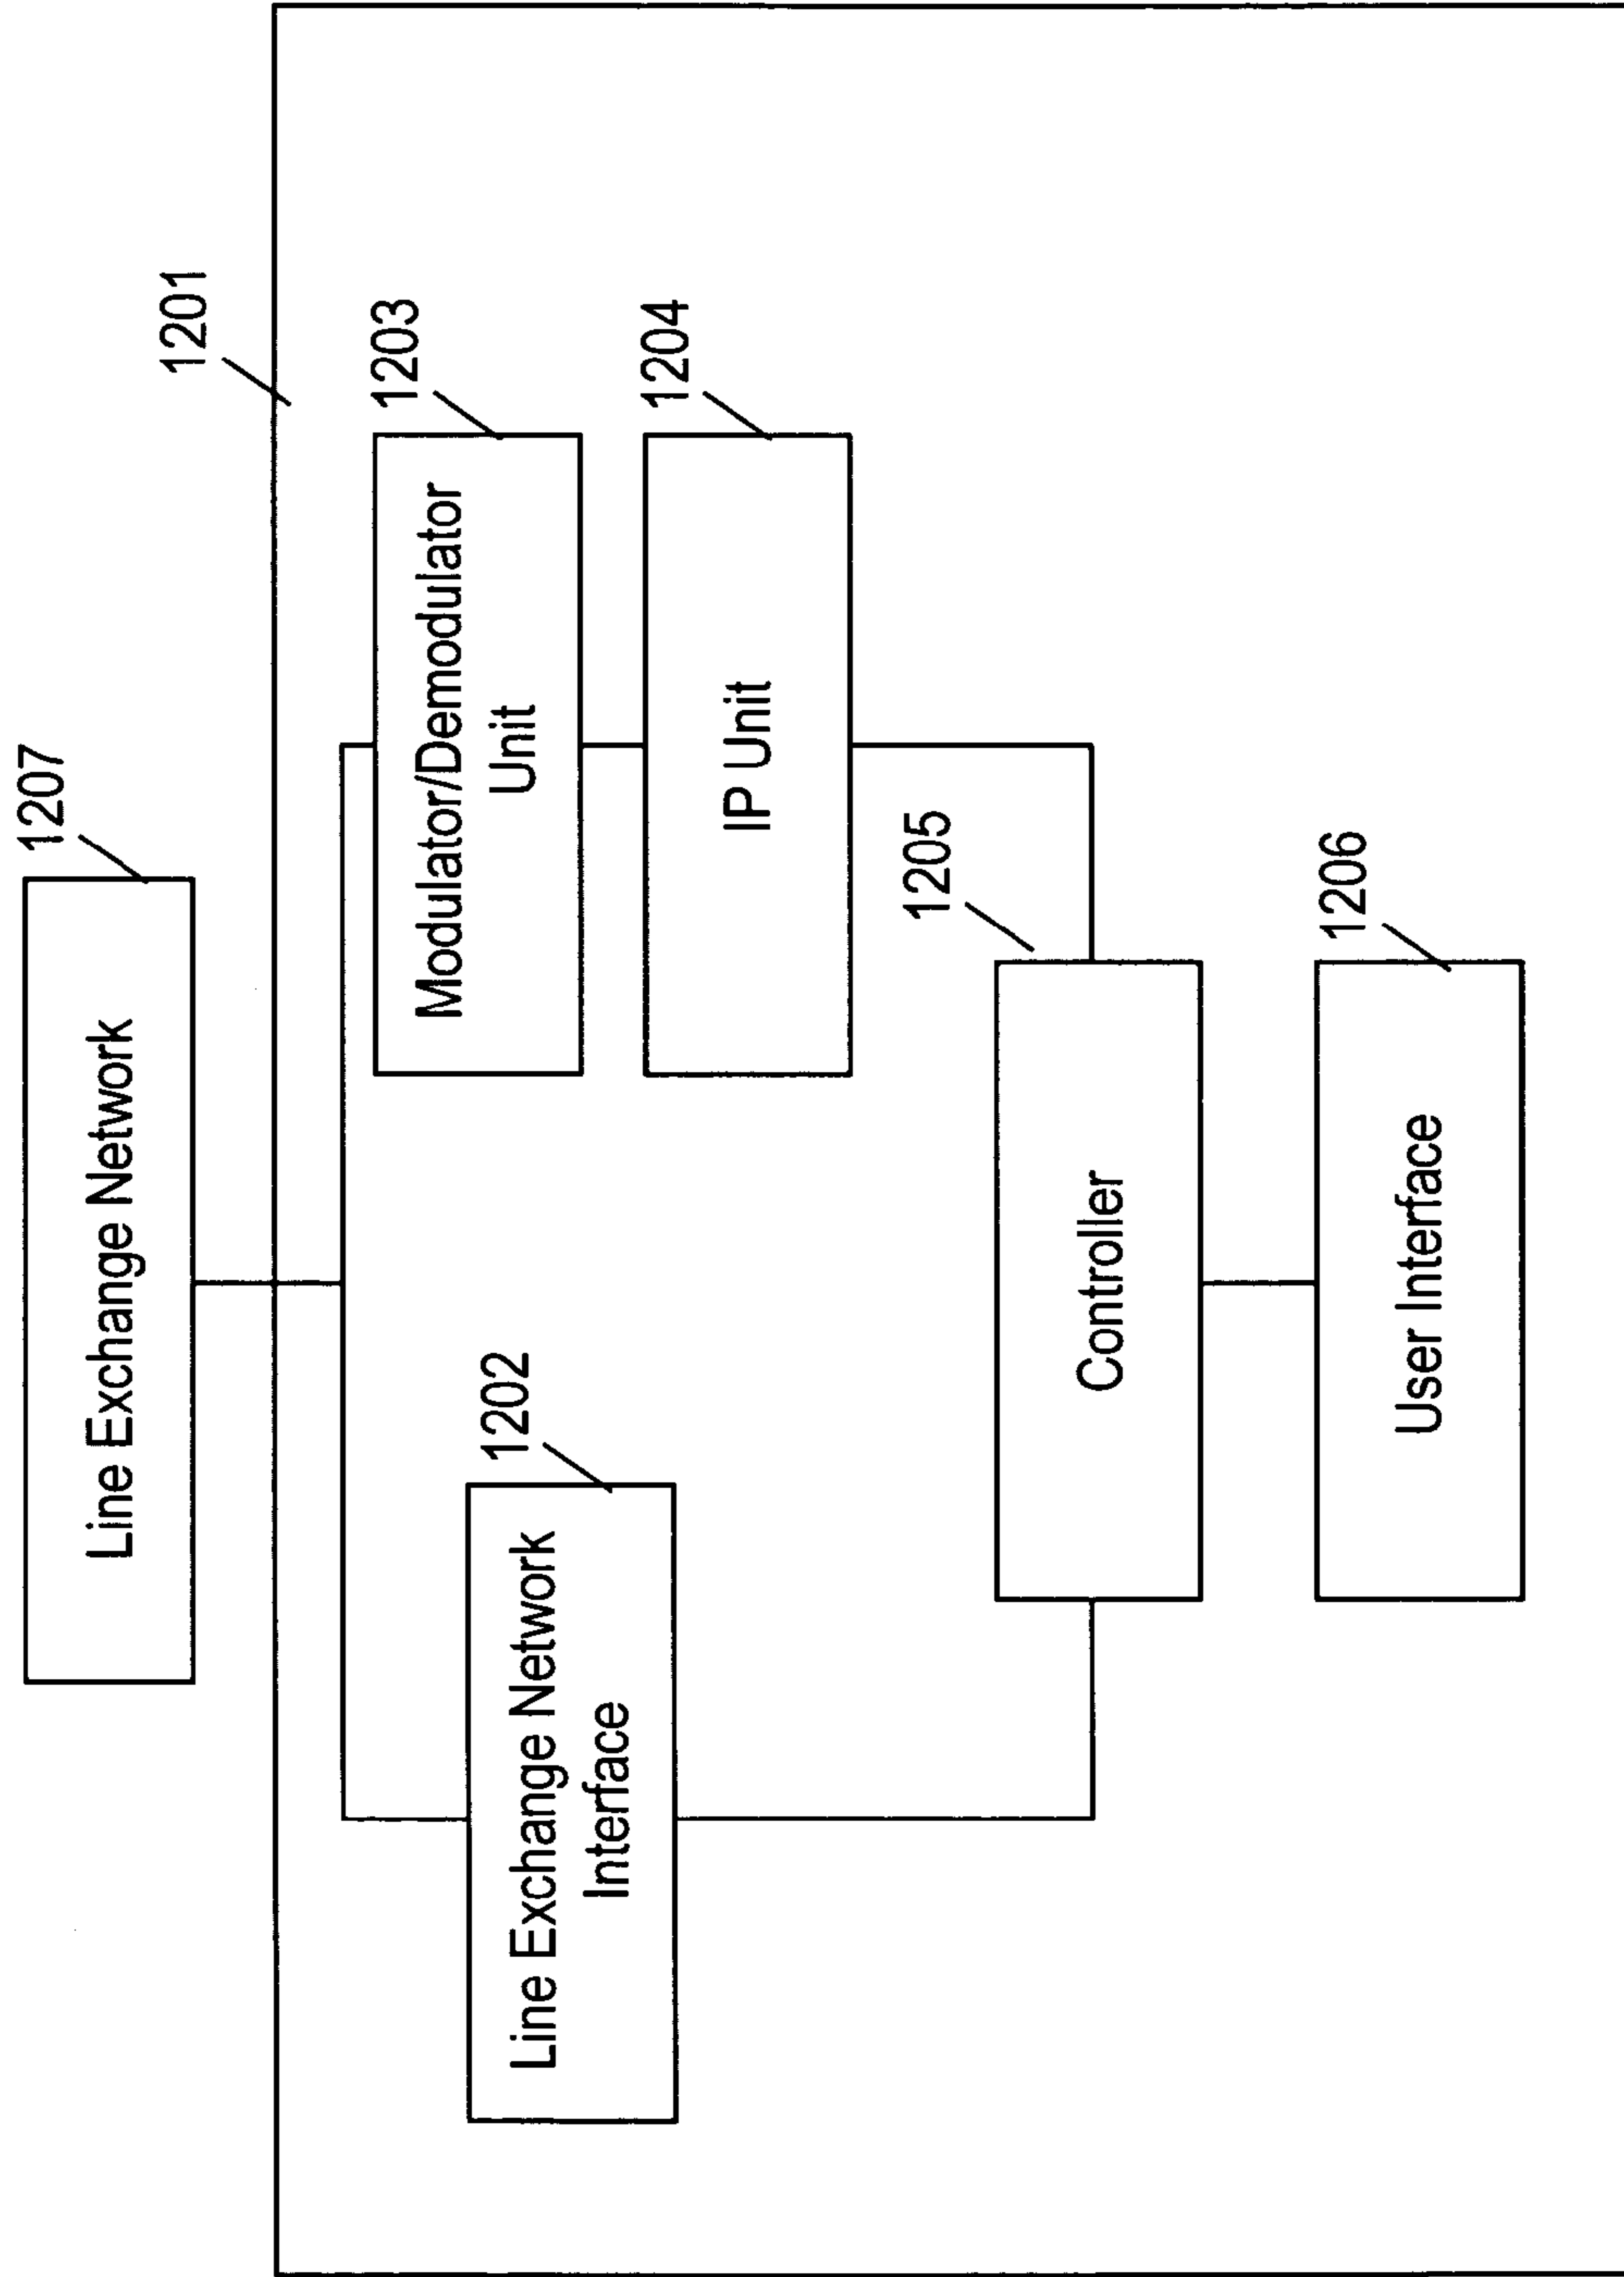 1207
Line Exchange Network
1201
1203
Modulator/Demodulator
Unit
1202
Line Exchange Network
Interface
1204
IP Unit
1205
Controller
1206
User Interface